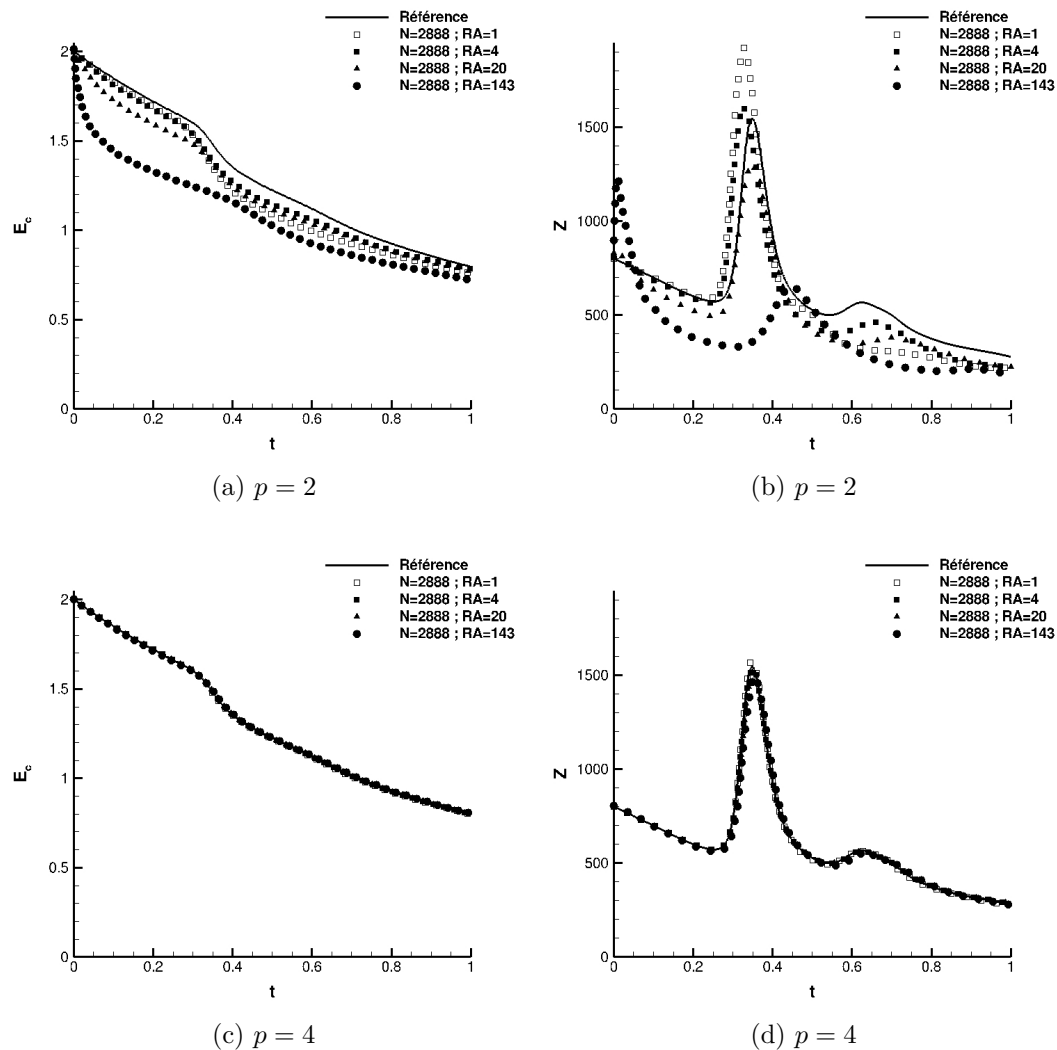 Référence
N=2888 ; RA=1
N=2888 ; RA=4
N=2888 ; RA=20
N=2888 ; RA=143
2
1.5
1
0.5
0
E_c
0 0.2 0.4 0.6 0.8 1
t
(a) p = 2
Référence
N=2888 ; RA=1
N=2888 ; RA=4
N=2888 ; RA=20
N=2888 ; RA=143
1500
1000
500
0
Z
0 0.2 0.4 0.6 0.8 1
t
(b) p = 2
Référence
N=2888 ; RA=1
N=2888 ; RA=4
N=2888 ; RA=20
N=2888 ; RA=143
2
1.5
1
0.5
0
E_c
0 0.2 0.4 0.6 0.8 1
t
(c) p = 4
Référence
N=2888 ; RA=1
N=2888 ; RA=4
N=2888 ; RA=20
N=2888 ; RA=143
1500
1000
500
0
Z
0 0.2 0.4 0.6 0.8 1
t
(d) p = 4